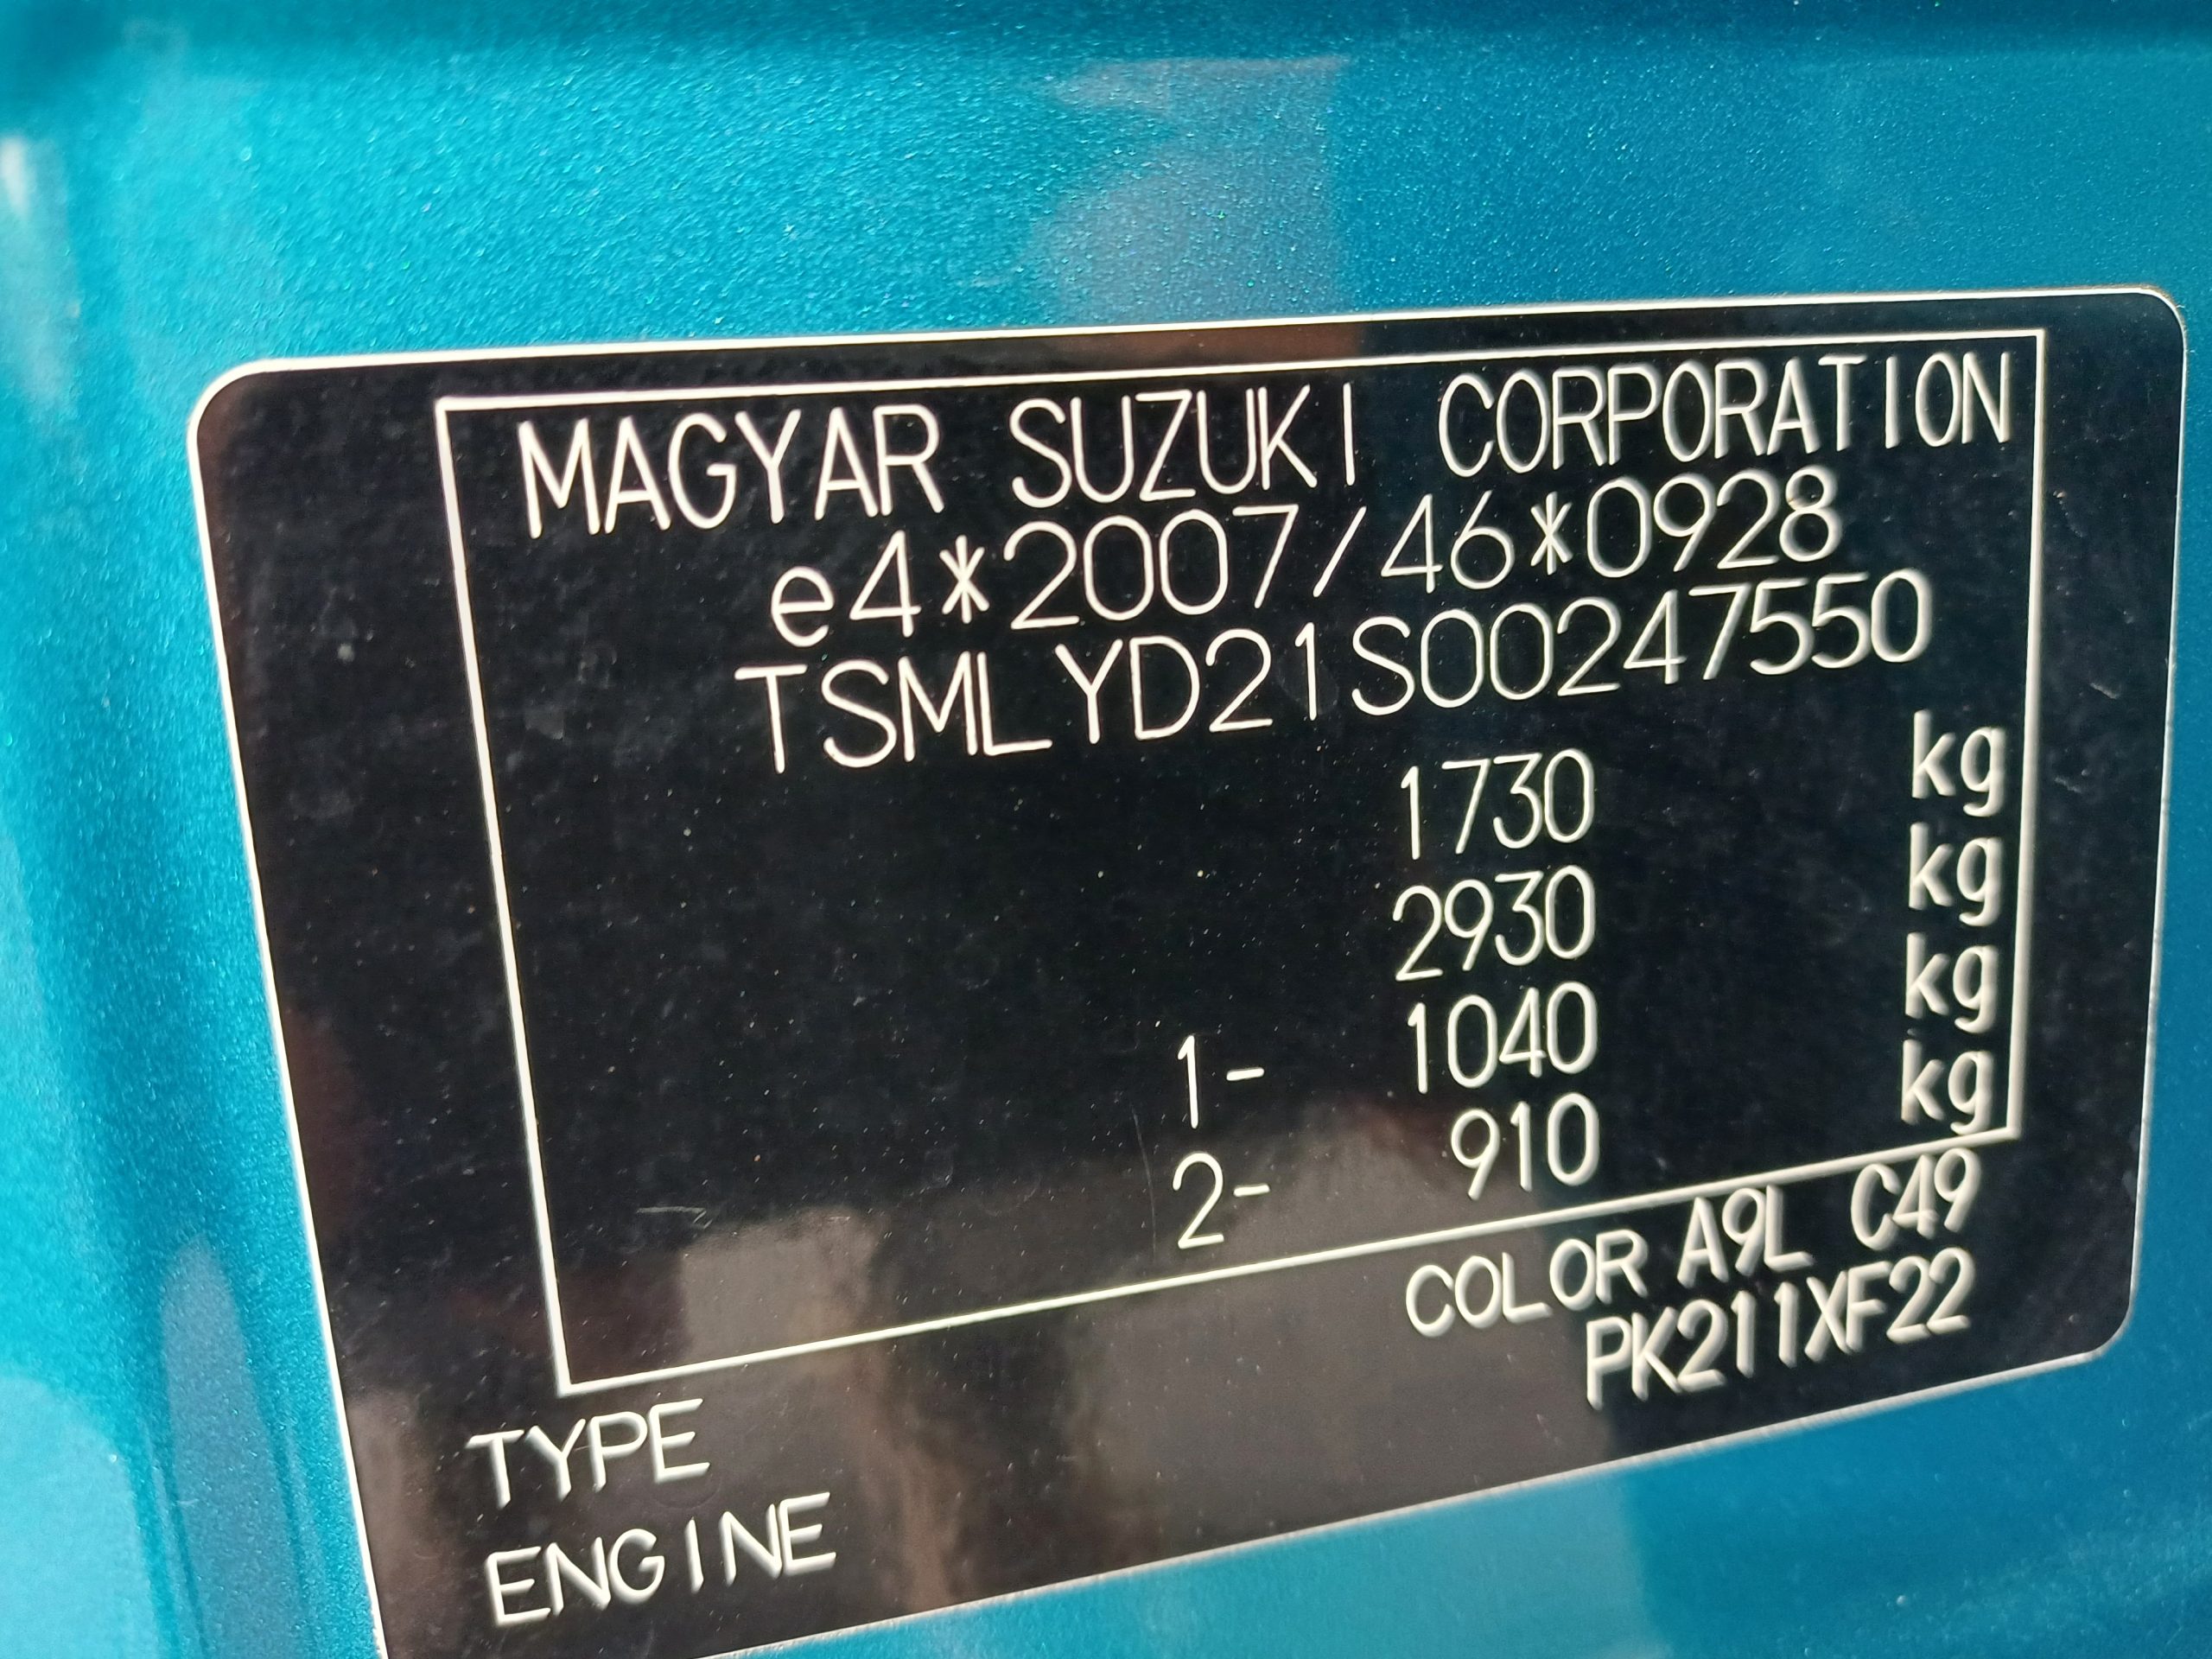 MAGYAR SUZUKI CORPORATION
e4*2007/46*0928
TSMLYD21S00247550
1730 kg
2930 kg
1- 1040 kg
2- 910 kg
COLOR A9L C49
PK211XF22
TYPE
ENGINE